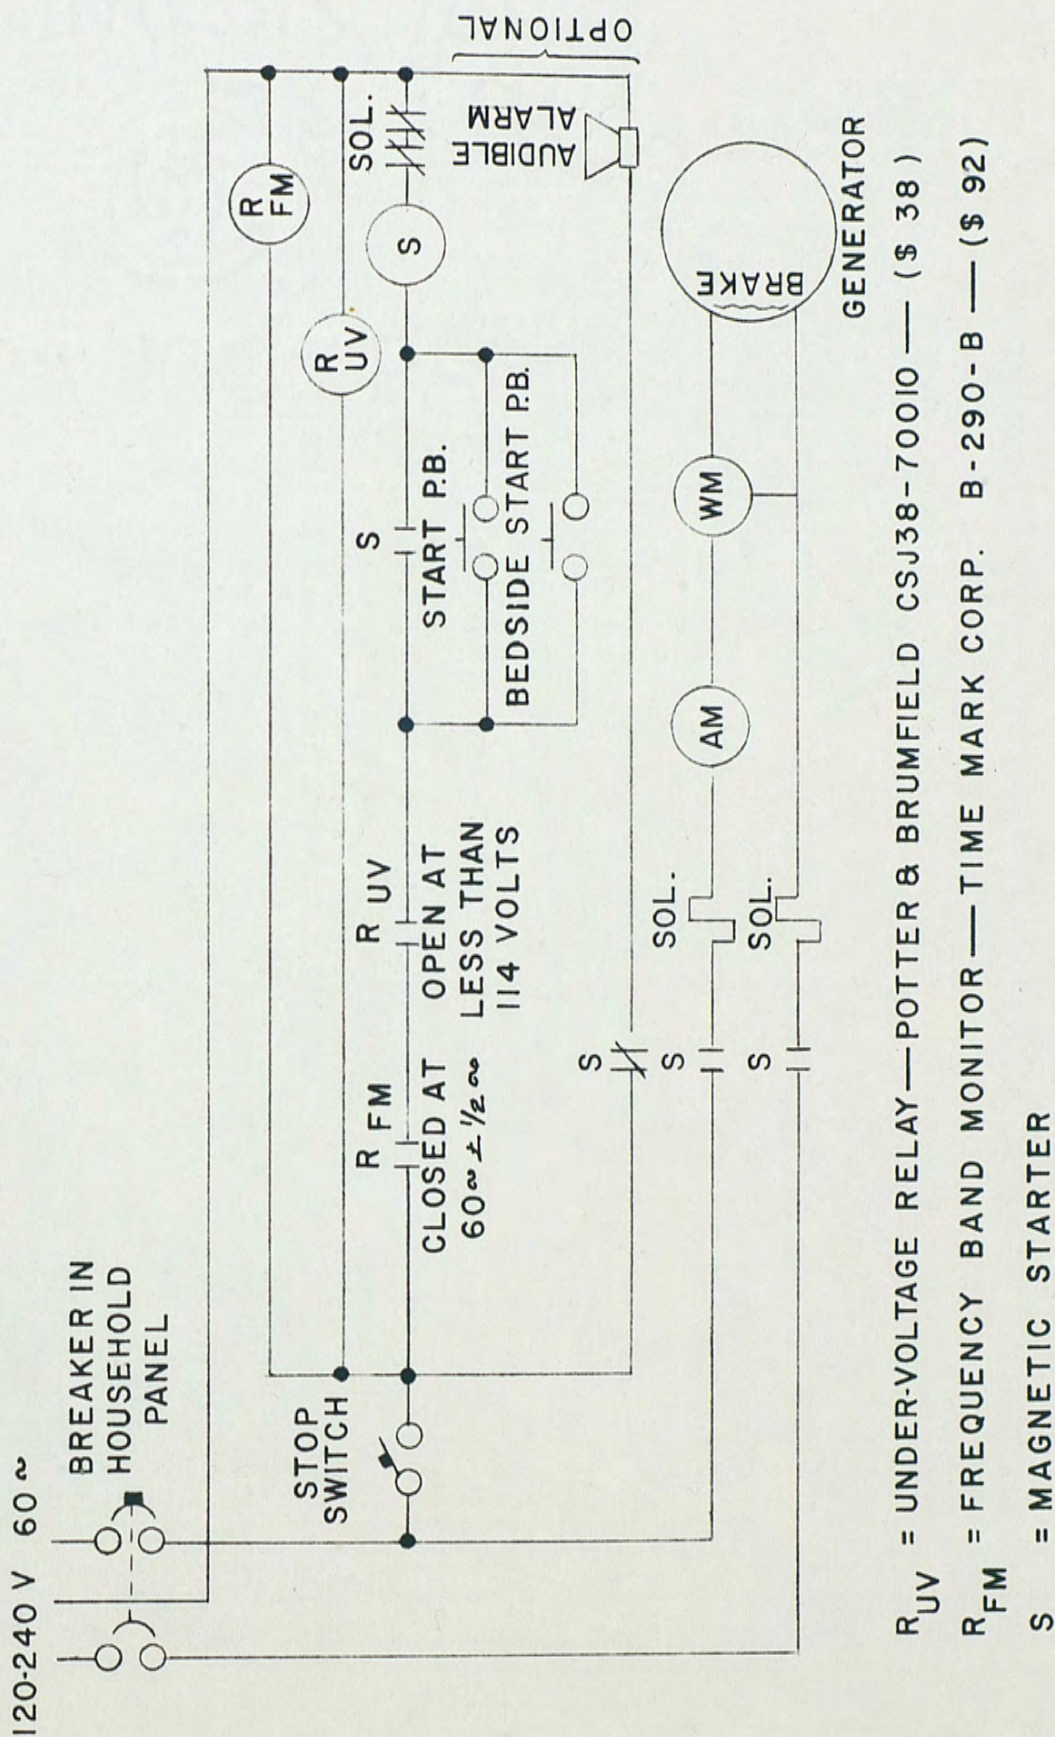 120-240 V 60 ~
BREAKER IN
HOUSEHOLD
PANEL
STOP
SWITCH
R FM
CLOSED AT
60~ ± ½~
R UV
OPEN AT
LESS THAN
114 VOLTS
S
START P.B.
BEDSIDE START P.B.
R
FM
R
UV
S
SOL.
AUDIBLE
ALARM
OPTIONAL
S
S
S
SOL.
SOL.
AM
WM
BRAKE
GENERATOR
R UV = UNDER-VOLTAGE RELAY — POTTER & BRUMFIELD CSJ38-70010 — ($ 38)
R FM = FREQUENCY BAND MONITOR — TIME MARK CORP. B-290-B — ($ 92)
S = MAGNETIC STARTER